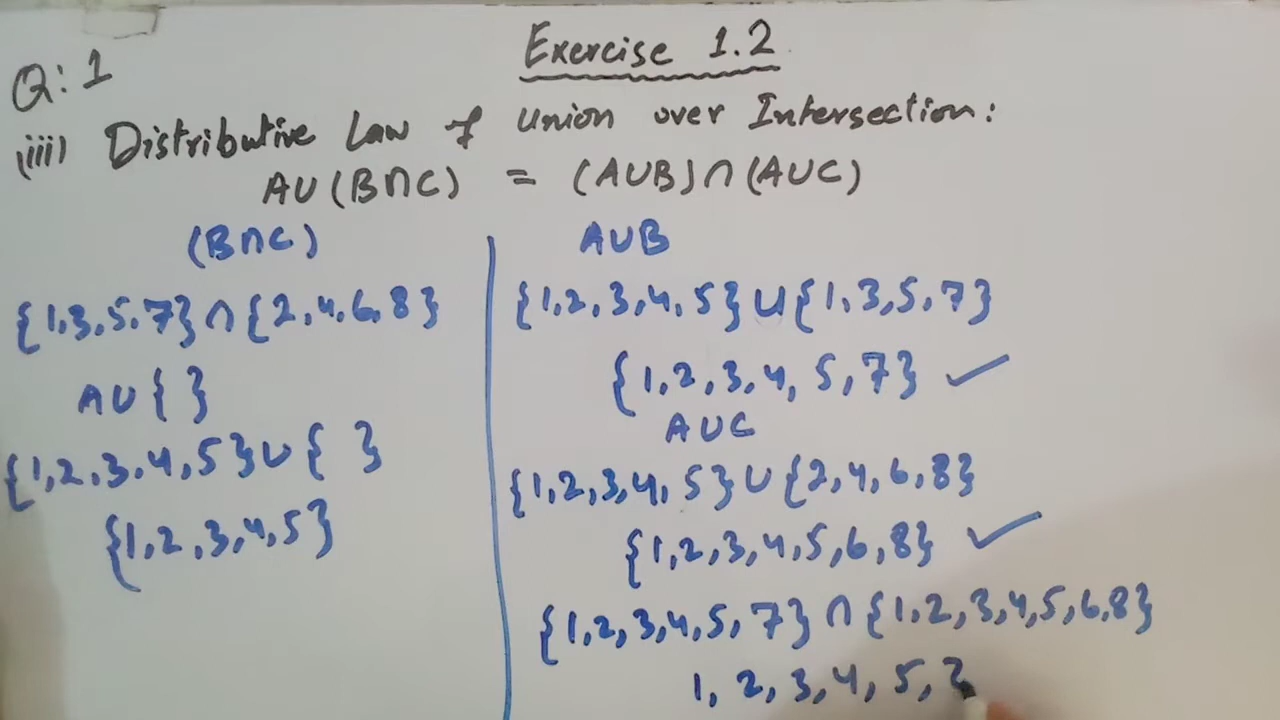 Exercise 1.2
Q:1
(iii) Distributive Law of Union over Intersection:
AU(B∩C) = (AUB)∩(AUC)
(B∩C)
{1,3,5,7}∩{2,4,6,8}
AU{ }
{1,2,3,4,5}∪{ }
{1,2,3,4,5}
AUB
{1,2,3,4,5}∪{1,3,5,7}
{1,2,3,4,5,7} ✓
AUC
{1,2,3,4,5}∪{2,4,6,8}
{1,2,3,4,5,6,8} ✓
{1,2,3,4,5,7}∩{1,2,3,4,5,6,8}
1, 2, 3, 4, 5,